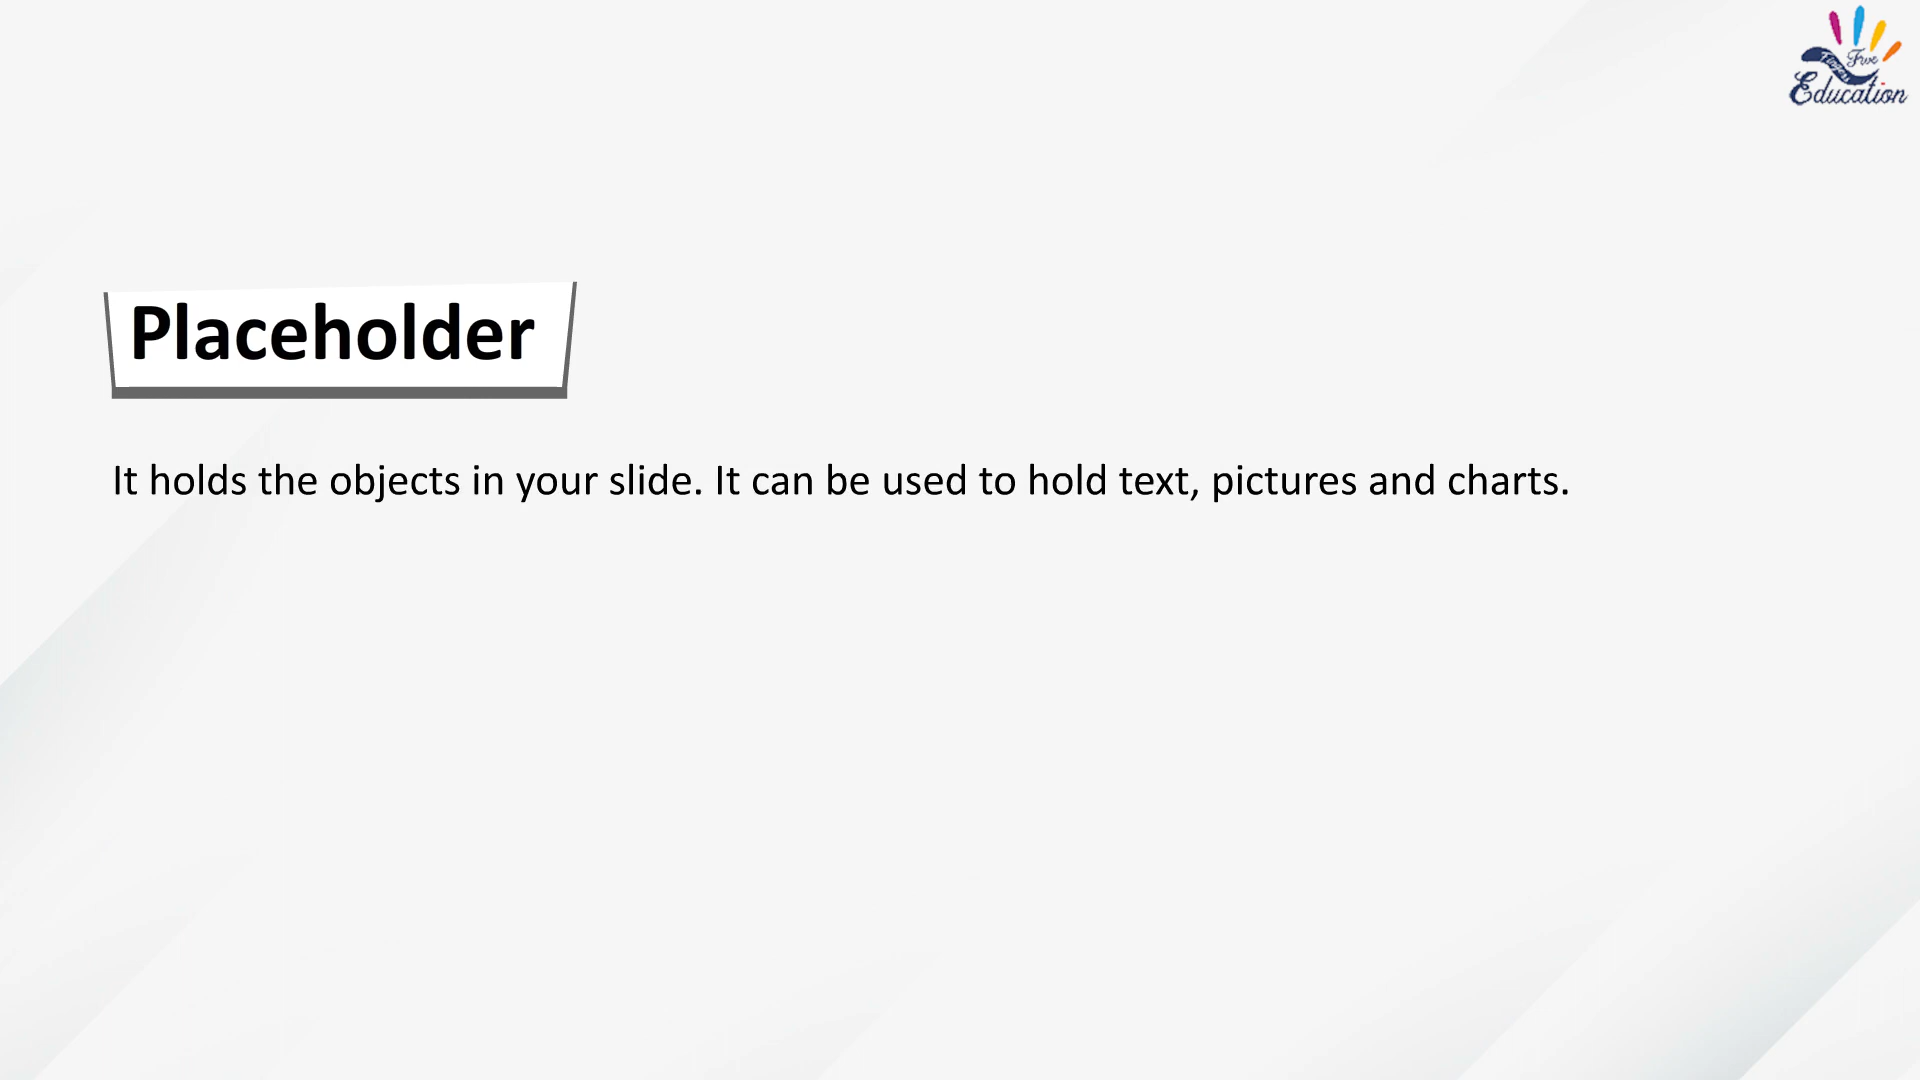 Five
Fingers
Education
Placeholder
It holds the objects in your slide. It can be used to hold text, pictures and charts.